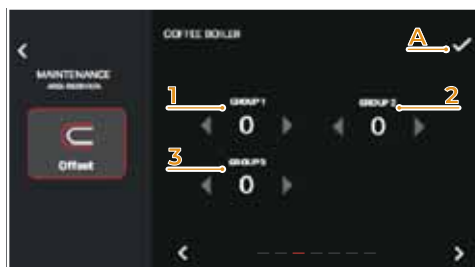 COFFEE BOILER
A
MAINTENANCE
1
GROUP 1
GROUP 2
2
0
0
Offset
3
GROUP 3
0